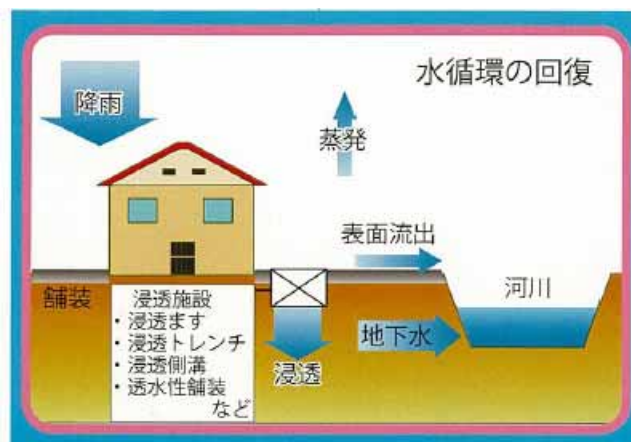 水循環の回復
降雨
蒸発
表面流出
舗装
浸透施設
・浸透ます
・浸透トレンチ
・浸透側溝
・透水性舗装
など
浸透
地下水
河川